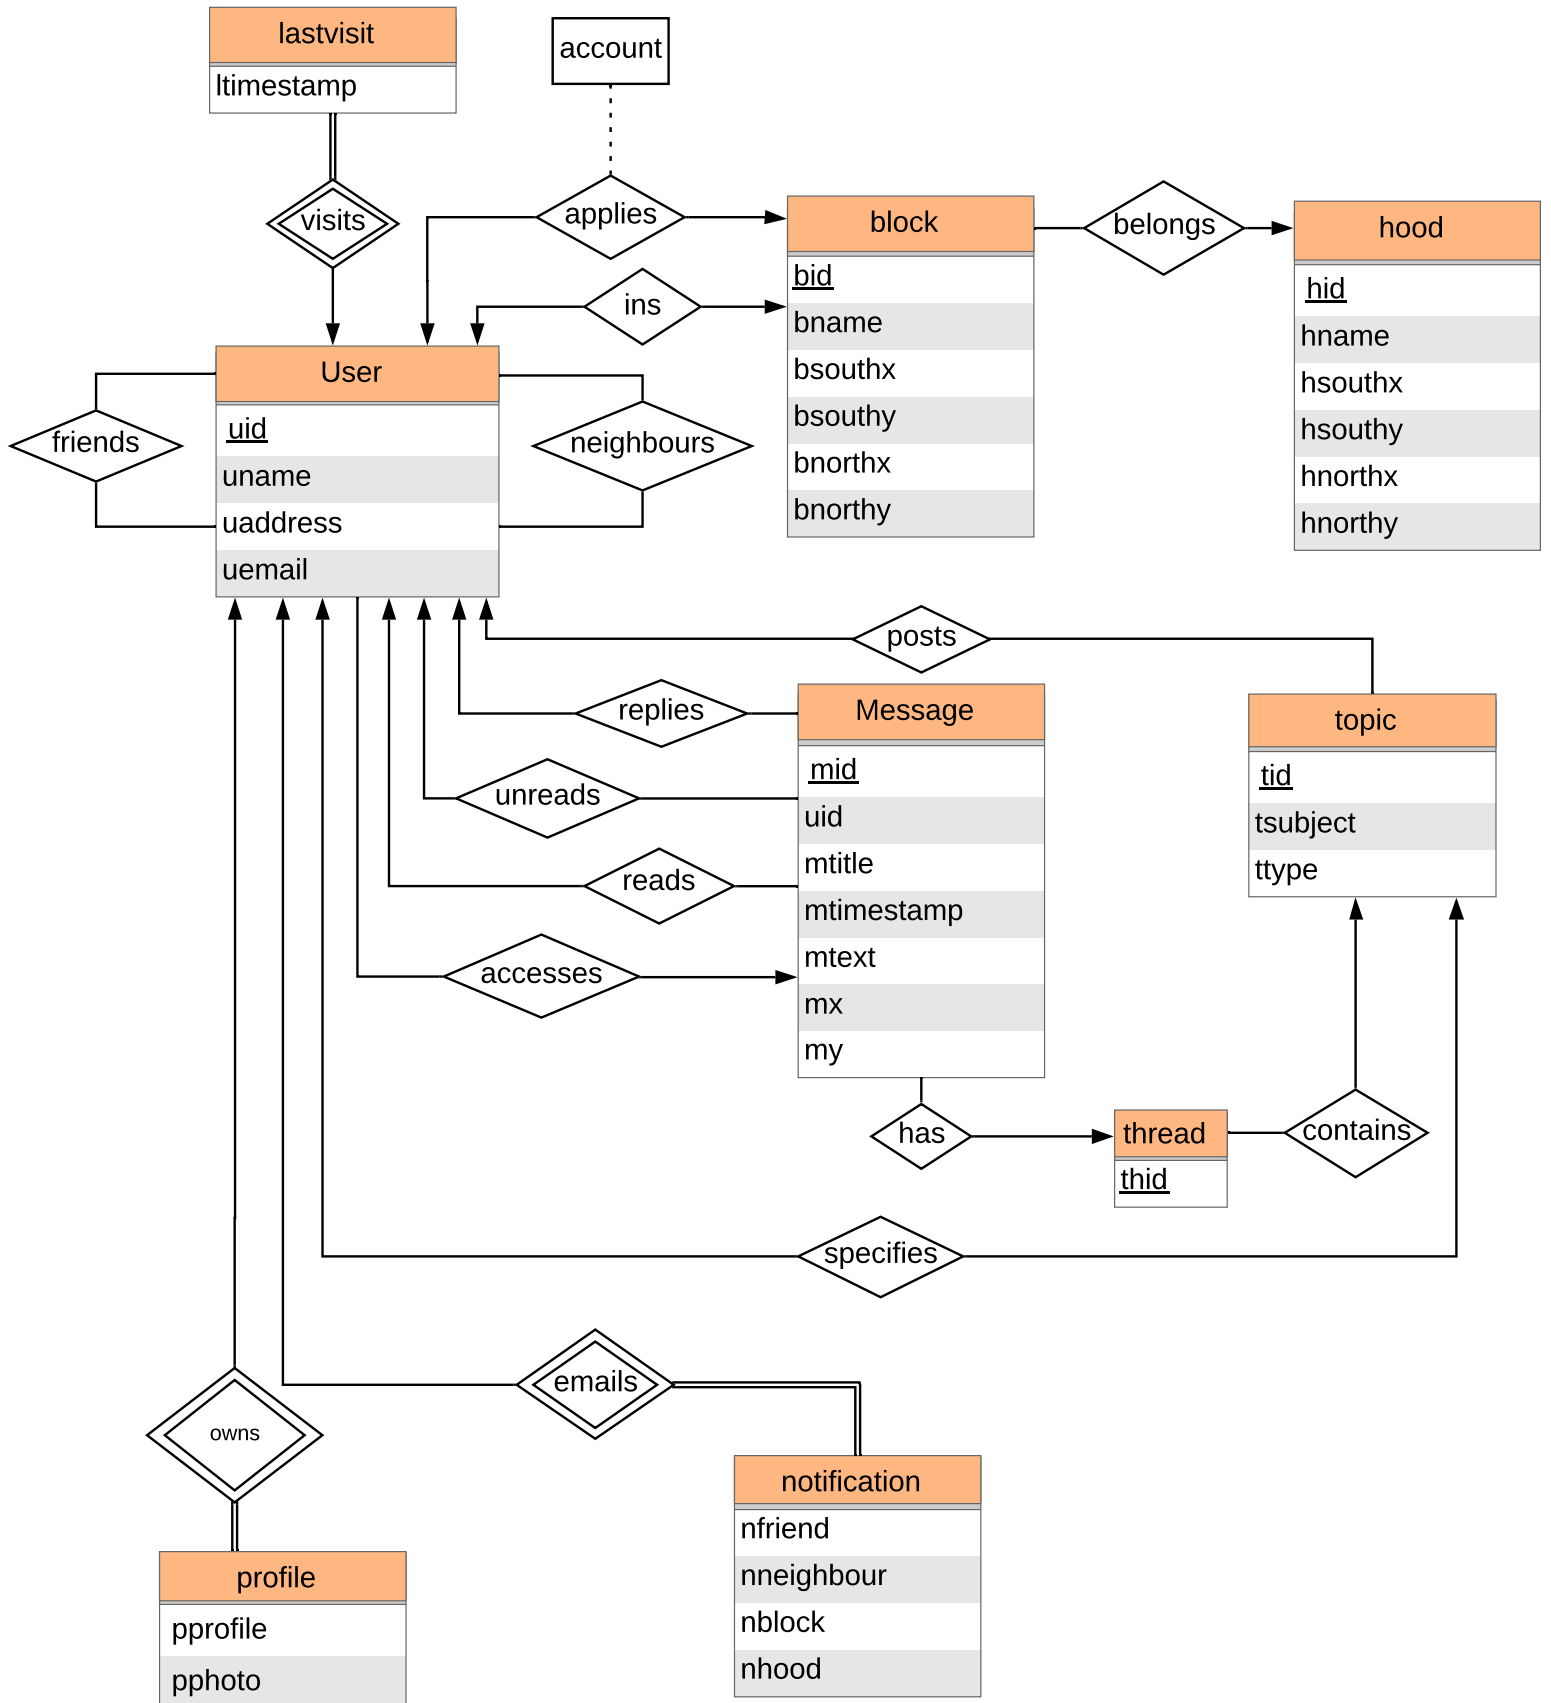 lastvisit
ltimestamp
account
visits
applies
block
bid
bname
bsouthx
bsouthy
bnorthx
bnorthy
belongs
hood
hid
hname
hsouthx
hsouthy
hnorthx
hnorthy
ins
User
uid
uname
uaddress
uemail
friends
neighbours
posts
replies
unreads
reads
accesses
Message
mid
uid
mtitle
mtimestamp
mtext
mx
my
topic
tid
tsubject
ttype
has
thread
thid
contains
specifies
emails
owns
notification
nfriend
nneighbour
nblock
nhood
profile
pprofile
pphoto